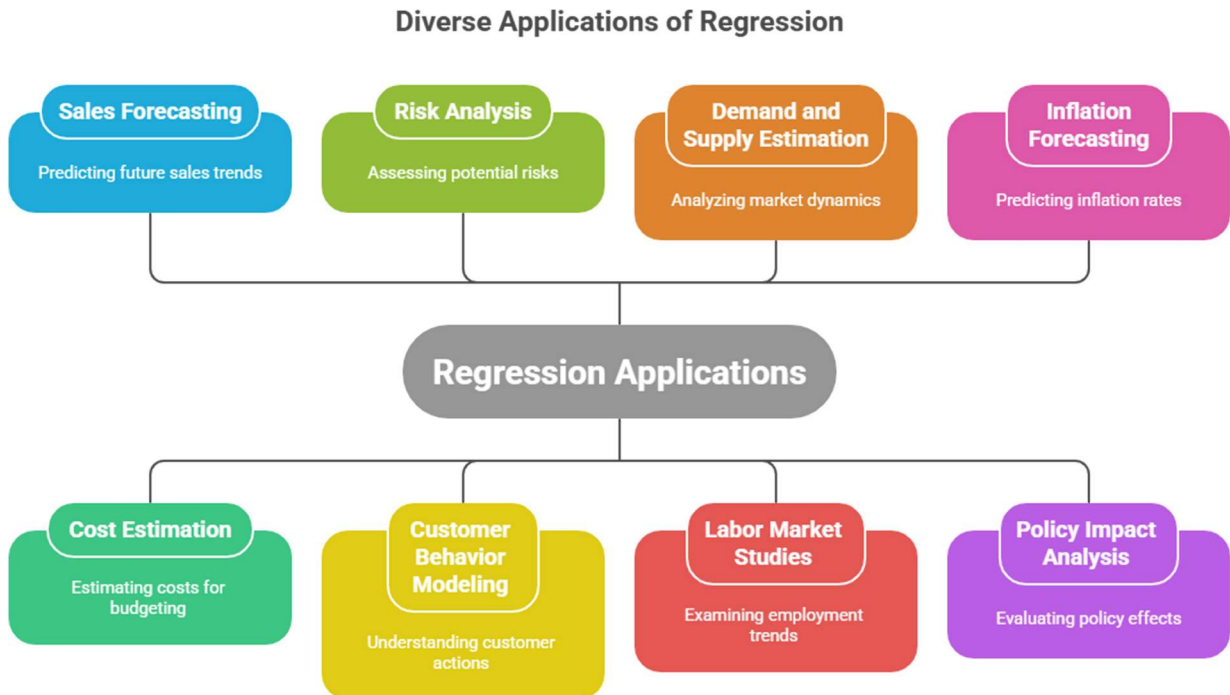 Diverse Applications of Regression
Sales Forecasting
Predicting future sales trends
Risk Analysis
Assessing potential risks
Demand and
Supply Estimation
Analyzing market dynamics
Inflation
Forecasting
Predicting inflation rates
Regression Applications
Cost Estimation
Estimating costs for
budgeting
Customer
Behavior
Modeling
Understanding customer
actions
Labor Market
Studies
Examining employment
trends
Policy Impact
Analysis
Evaluating policy effects